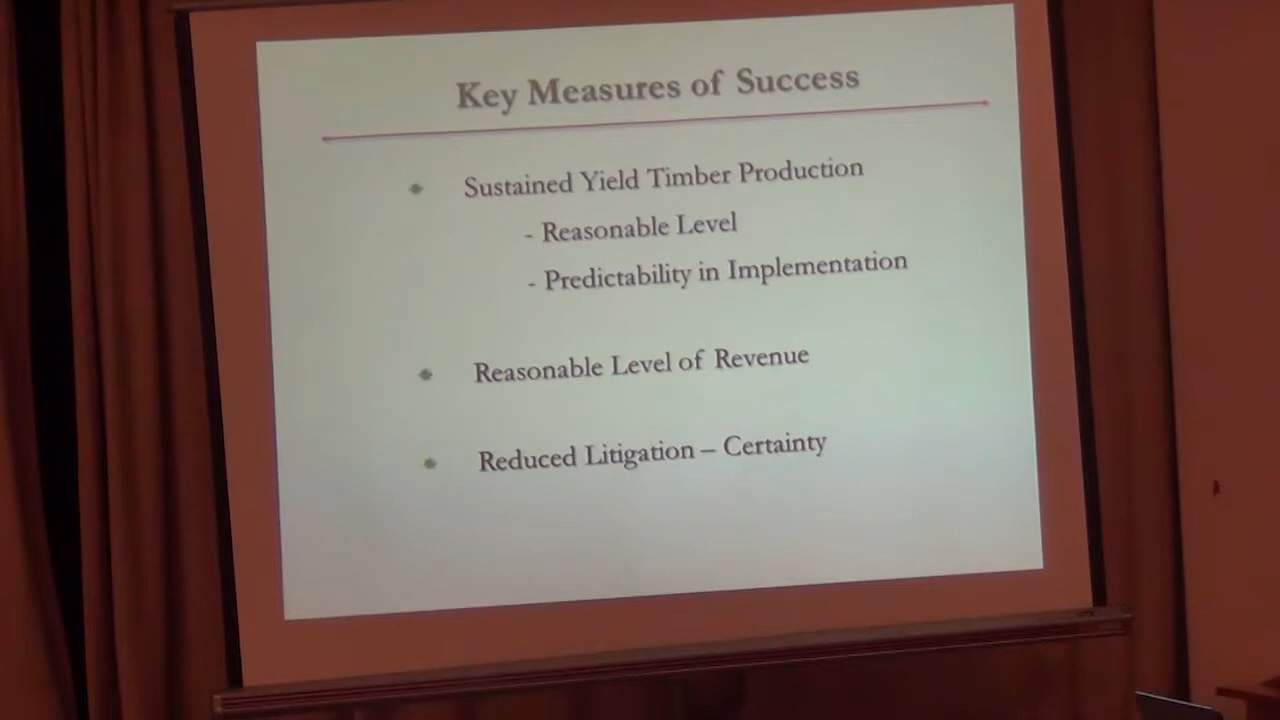 Key Measures of Success
Sustained Yield Timber Production
- Reasonable Level
- Predictability in Implementation
Reasonable Level of Revenue
Reduced Litigation – Certainty